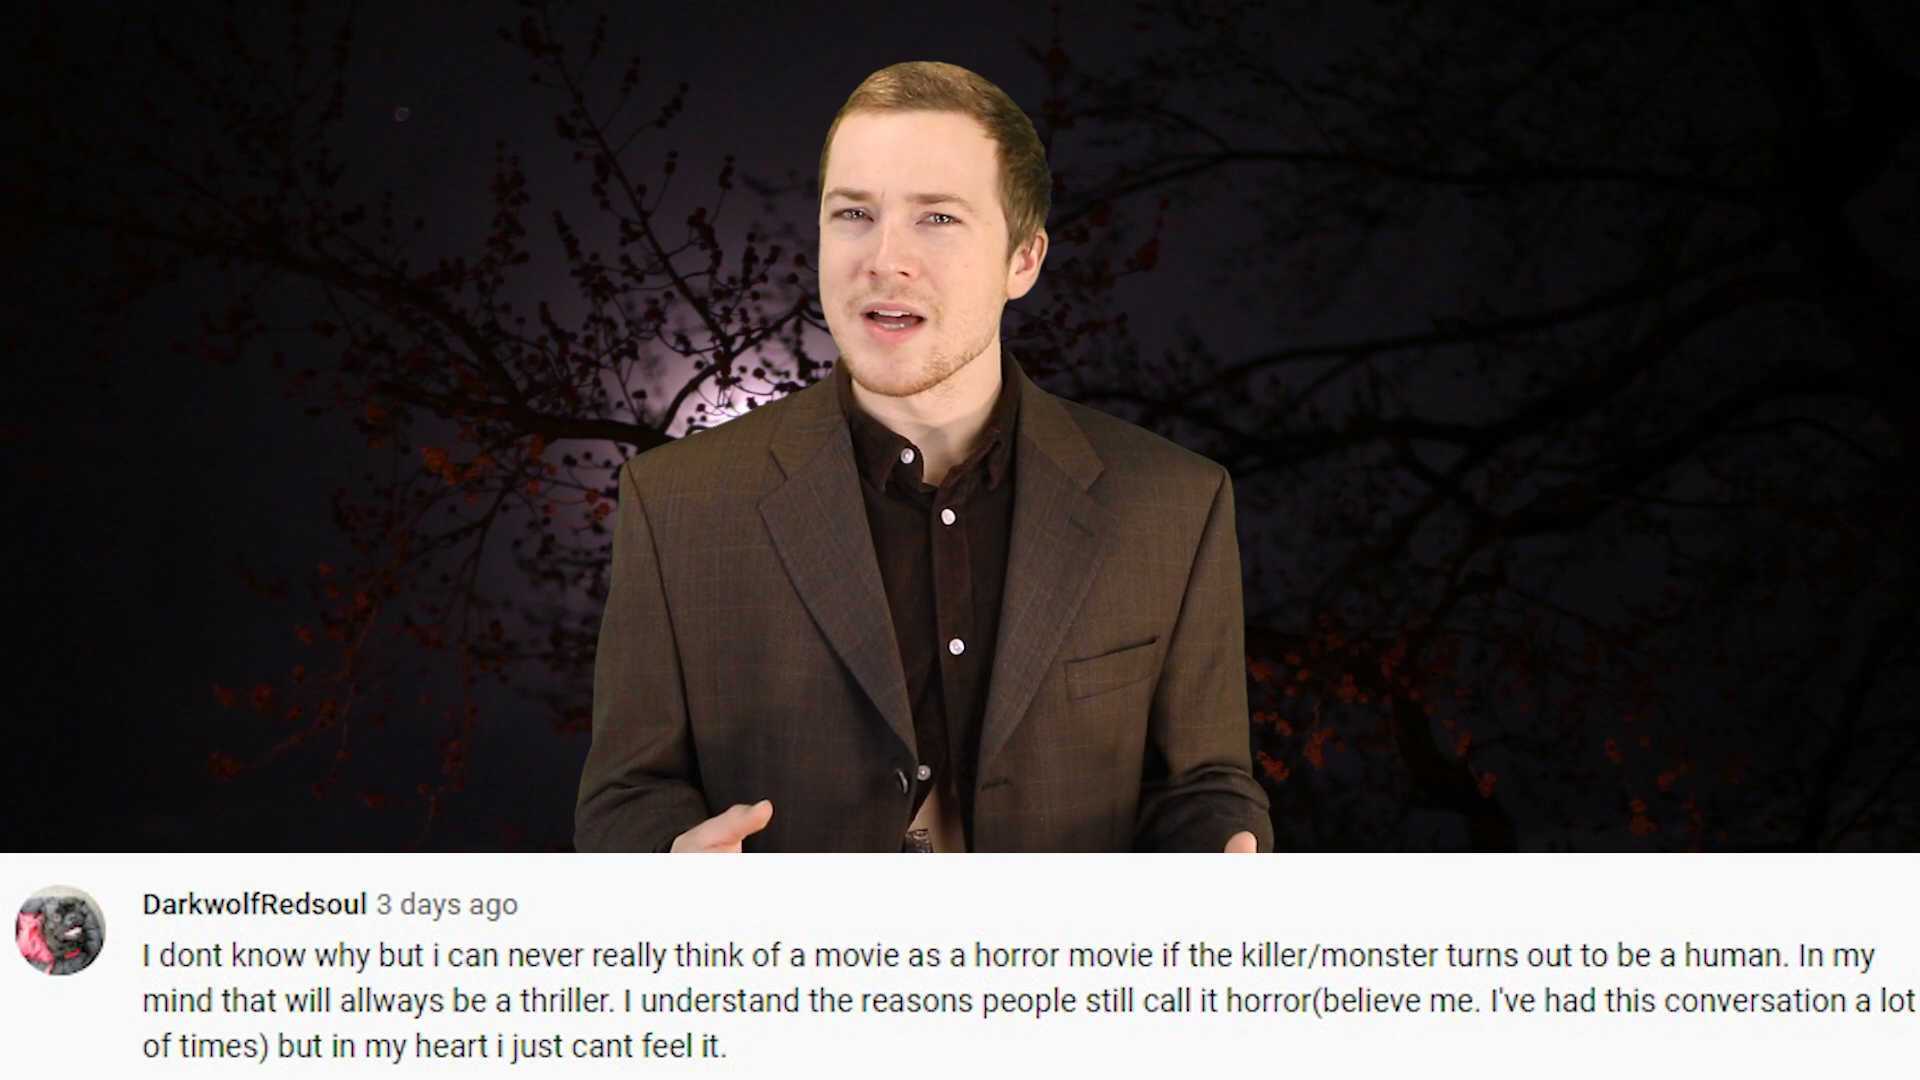 DarkwolfRedsoul 3 days ago
I dont know why but i can never really think of a movie as a horror movie if the killer/monster turns out to be a human. In my
mind that will allways be a thriller. I understand the reasons people still call it horror(believe me. I've had this conversation a lot
of times) but in my heart i just cant feel it.